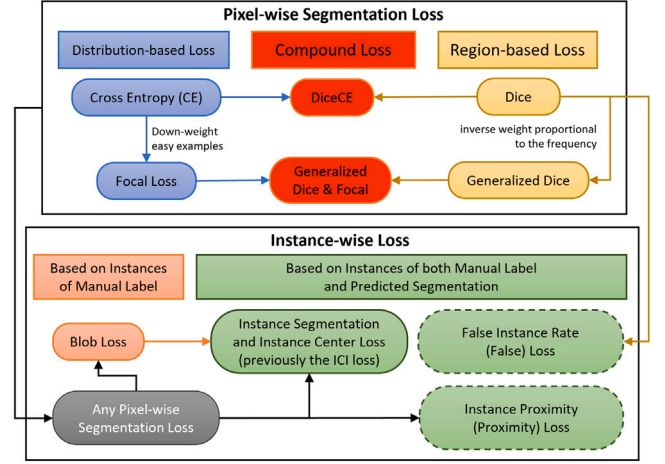 Pixel-wise Segmentation Loss
Distribution-based Loss
Compound Loss
Region-based Loss
Cross Entropy (CE)
DiceCE
Dice
Down-weight
easy examples
inverse weight proportional
to the frequency
Focal Loss
Generalized
Dice & Focal
Generalized Dice
Instance-wise Loss
Based on Instances
of Manual Label
Based on Instances of both Manual Label
and Predicted Segmentation
Blob Loss
Instance Segmentation
and Instance Center Loss
(previously the ICI loss)
False Instance Rate
(False) Loss
Any Pixel-wise
Segmentation Loss
Instance Proximity
(Proximity) Loss